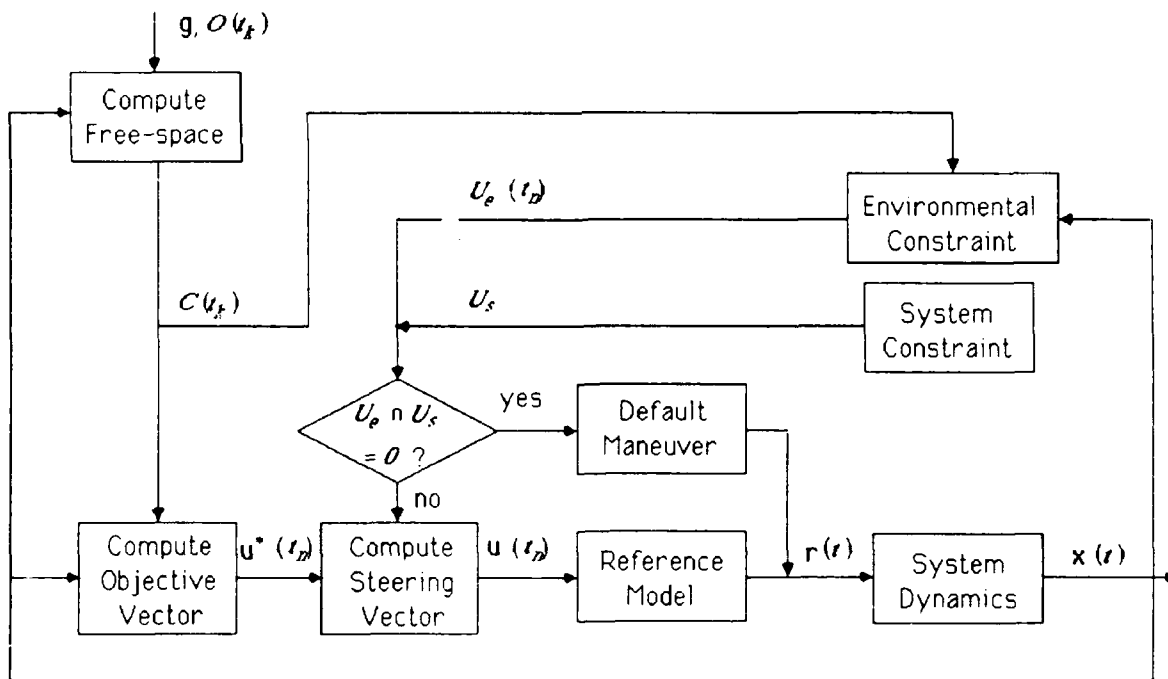 g, O(t_k)
Compute
Free-space
U_e (t_n)
Environmental
Constraint
C(t_k)
U_s
System
Constraint
U_e ∩ U_s
= 0 ?
yes
Default
Maneuver
no
Compute
Objective
Vector
u* (t_n)
Compute
Steering
Vector
u (t_n)
Reference
Model
r(t)
System
Dynamics
x(t)